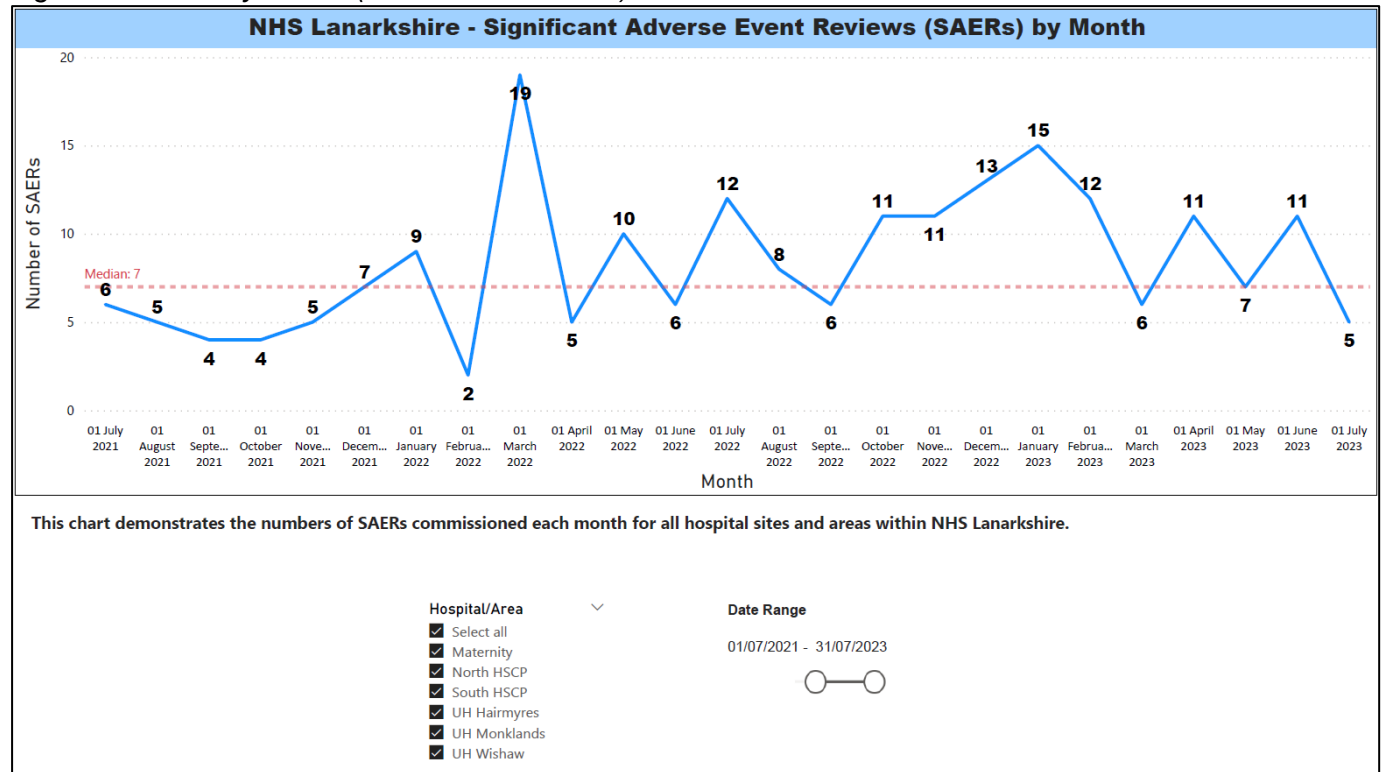 NHS Lanarkshire - Significant Adverse Event Reviews (SAERs) by Month
Number of SAERs
20
15
10
5
0
Median: 7
6
5
4
4
5
7
9
2
19
5
10
6
12
8
6
11
11
13
15
12
6
11
7
11
5
01 July 2021
01 August 2021
01 Septe... 2021
01 October 2021
01 Nove... 2021
01 Decem... 2021
01 January 2022
01 Februa... 2022
01 March 2022
01 April 2022
01 May 2022
01 June 2022
01 July 2022
01 August 2022
01 Septe... 2022
01 October 2022
01 Nove... 2022
01 Decem... 2022
01 January 2023
01 Februa... 2023
01 March 2023
01 April 2023
01 May 2023
01 June 2023
01 July 2023
Month
This chart demonstrates the numbers of SAERs commissioned each month for all hospital sites and areas within NHS Lanarkshire.
Hospital/Area
Select all
Maternity
North HSCP
South HSCP
UH Hairmyres
UH Monklands
UH Wishaw
Date Range
01/07/2021 - 31/07/2023